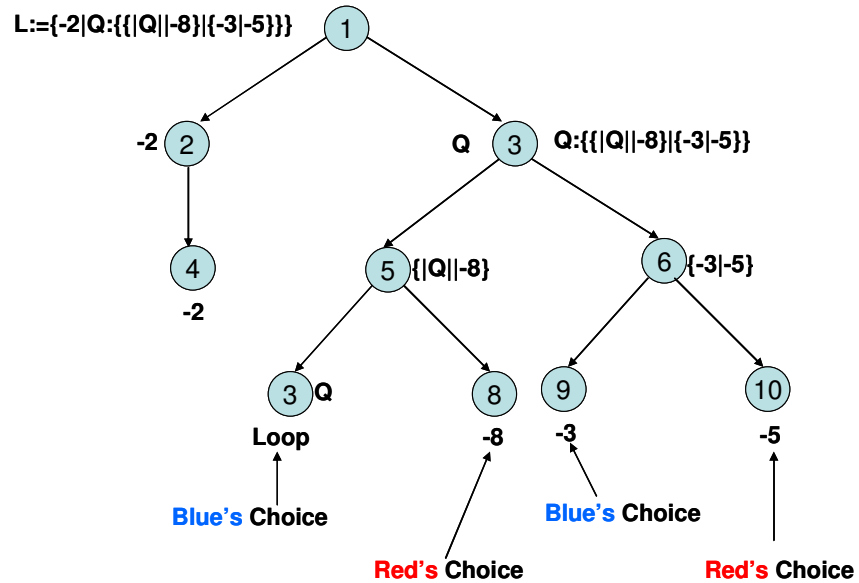 L:={-2|Q:{{|Q||-8}|{-3|-5}}}
1
-2
2
Q
3
Q:{{|Q||-8}|{-3|-5}}
4
-2
5
{|Q||-8}
6
{-3|-5}
3
Q
8
9
10
Loop
-8
-3
-5
Blue's Choice
Blue's Choice
Red's Choice
Red's Choice